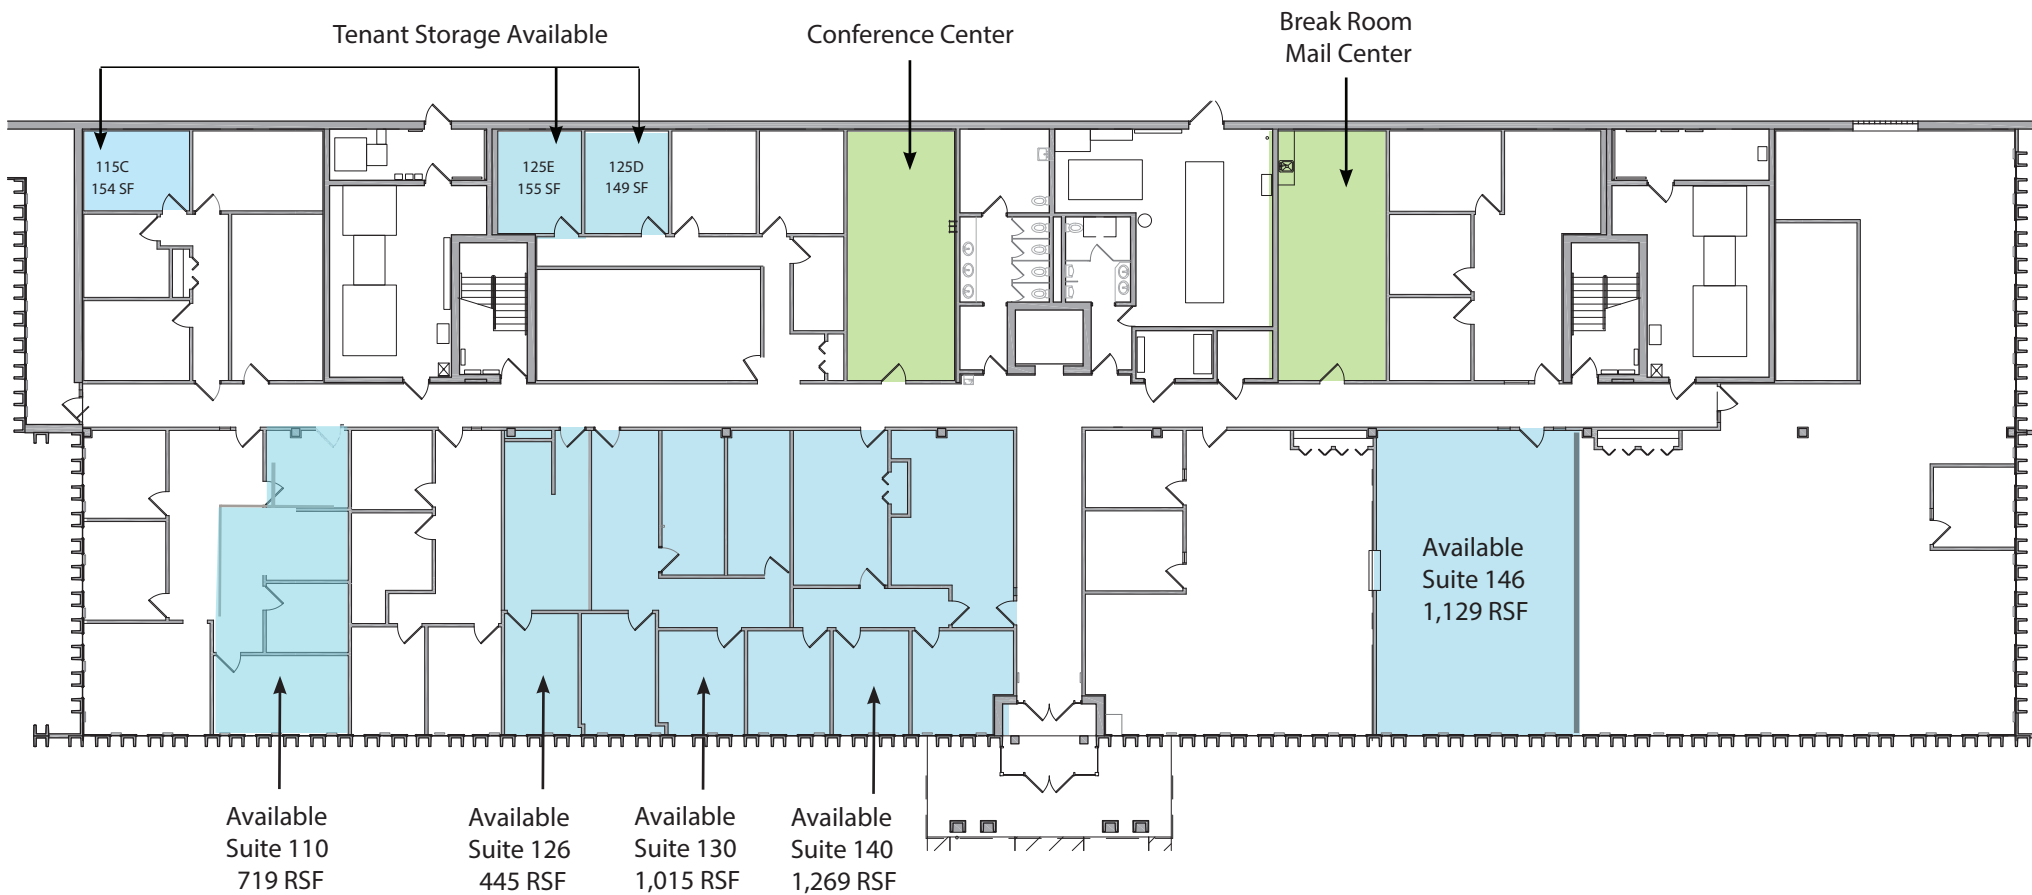 Tenant Storage Available
Conference Center
Break Room
Mail Center
115C
154 SF
125E
155 SF
125D
149 SF
Available
Suite 146
1,129 RSF
Available
Suite 110
719 RSF
Available
Suite 126
445 RSF
Available
Suite 130
1,015 RSF
Available
Suite 140
1,269 RSF